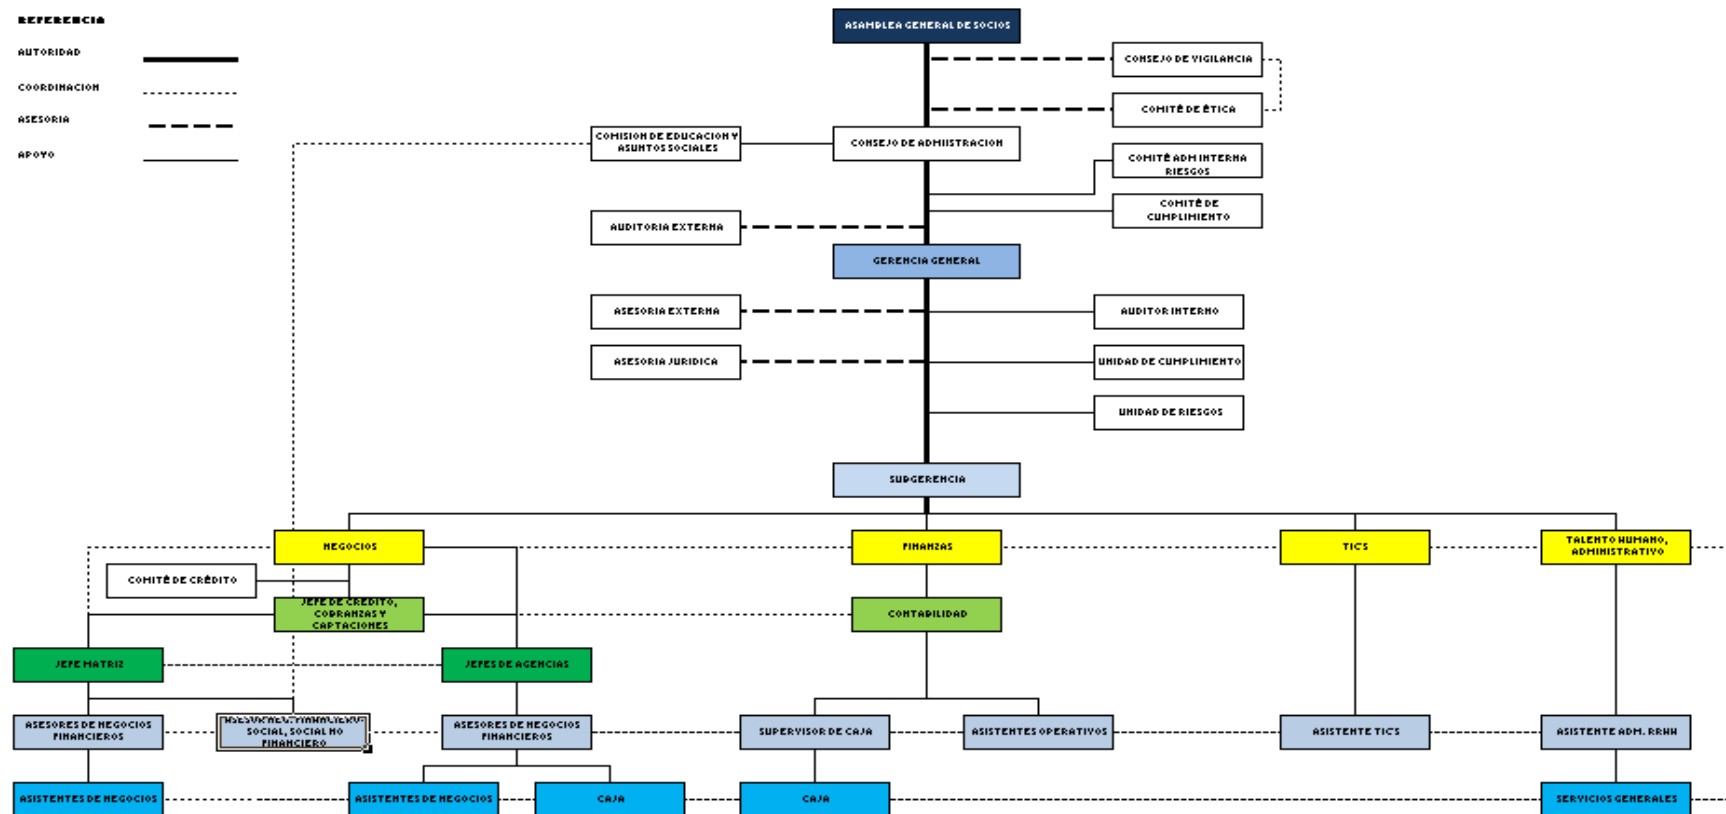 REFERENCIA
AUTORIDAD
COORDINACION
ASESORIA
APOYO
ASAMBLEA GENERAL DE SOCIOS
CONSEJO DE VIGILANCIA
COMITÉ DE ÉTICA
COMISION DE EDUCACION Y
ASUNTOS SOCIALES
CONSEJO DE ADMIISTRACION
COMITÉ ADM INTERNA
RIESGOS
COMITÉ DE
CUMPLIMIENTO
AUDITORIA EXTERNA
GERENCIA GENERAL
ASESORIA EXTERNA
AUDITOR INTERNO
ASESORIA JURIDICA
UNIDAD DE CUMPLIMIENTO
UNIDAD DE RIESGOS
SUBGERENCIA
NEGOCIOS
FINANZAS
TIC'S
TALENTO HUMANO,
ADMINISTRATIVO
COMITÉ DE CRÉDITO
JEFE DE CREDITO,
COBRANZAS Y
CAPTACIONES
CONTABILIDAD
JEFE MATRIZ
JEFES DE AGENCIAS
ASESORES DE NEGOCIOS
FINANCIEROS
SOCIAL, SOCIAL NO
FINANCIERO
ASESORES DE NEGOCIOS
FINANCIEROS
SUPERVISOR DE CAJA
ASISTENTES OPERATIVOS
ASISTENTE TIC'S
ASISTENTE ADM. RRHH
ASISTENTES DE NEGOCIOS
ASISTENTES DE NEGOCIOS
CAJA
CAJA
SERVICIOS GENERALES